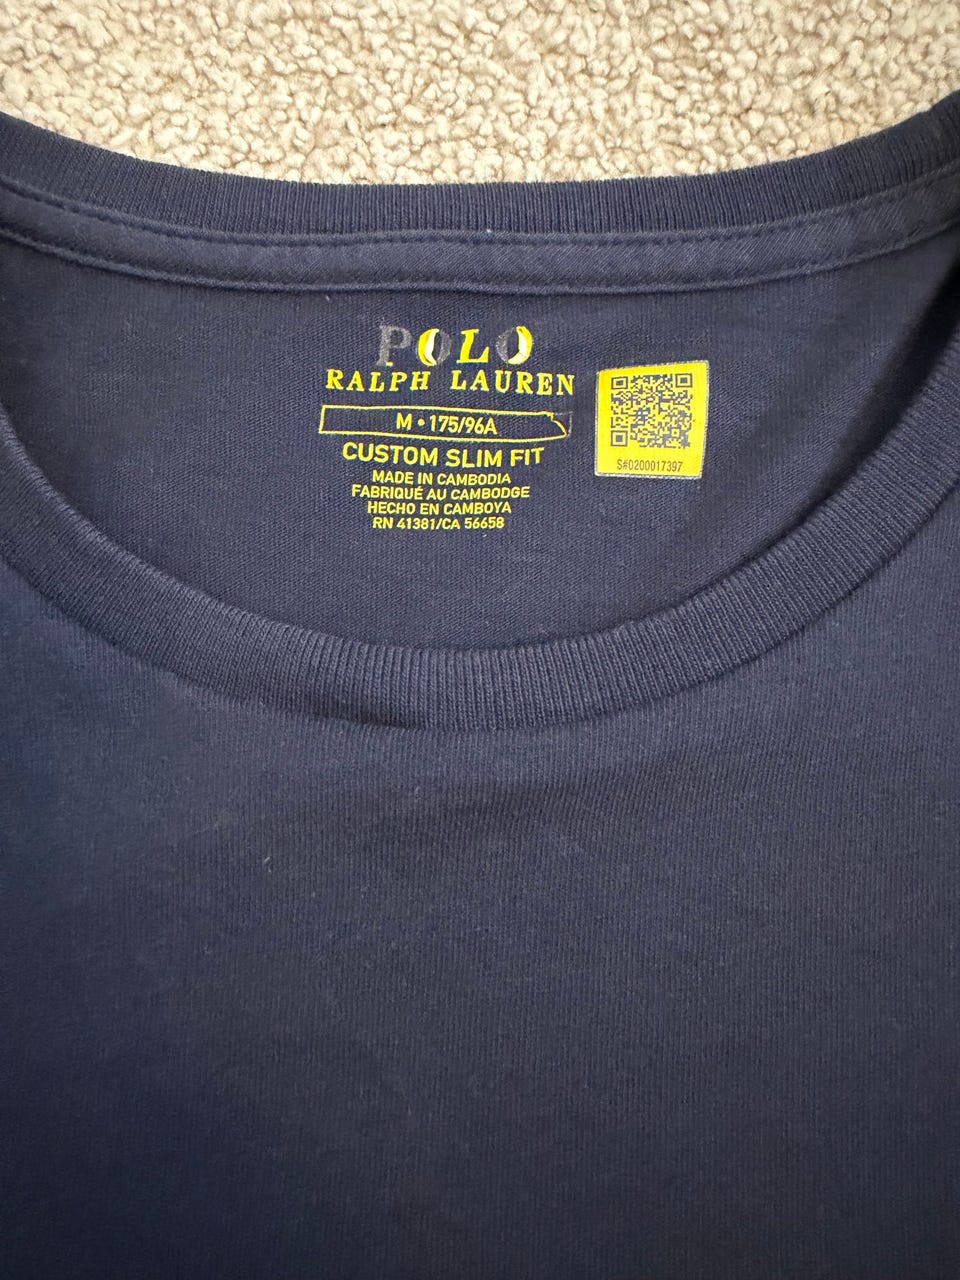 POLO
RALPH LAUREN
M • 175/96A
CUSTOM SLIM FIT
MADE IN CAMBODIA
FABRIQUÉ AU CAMBODGE
HECHO EN CAMBOYA
RN 41381/CA 56658
S#0200017397